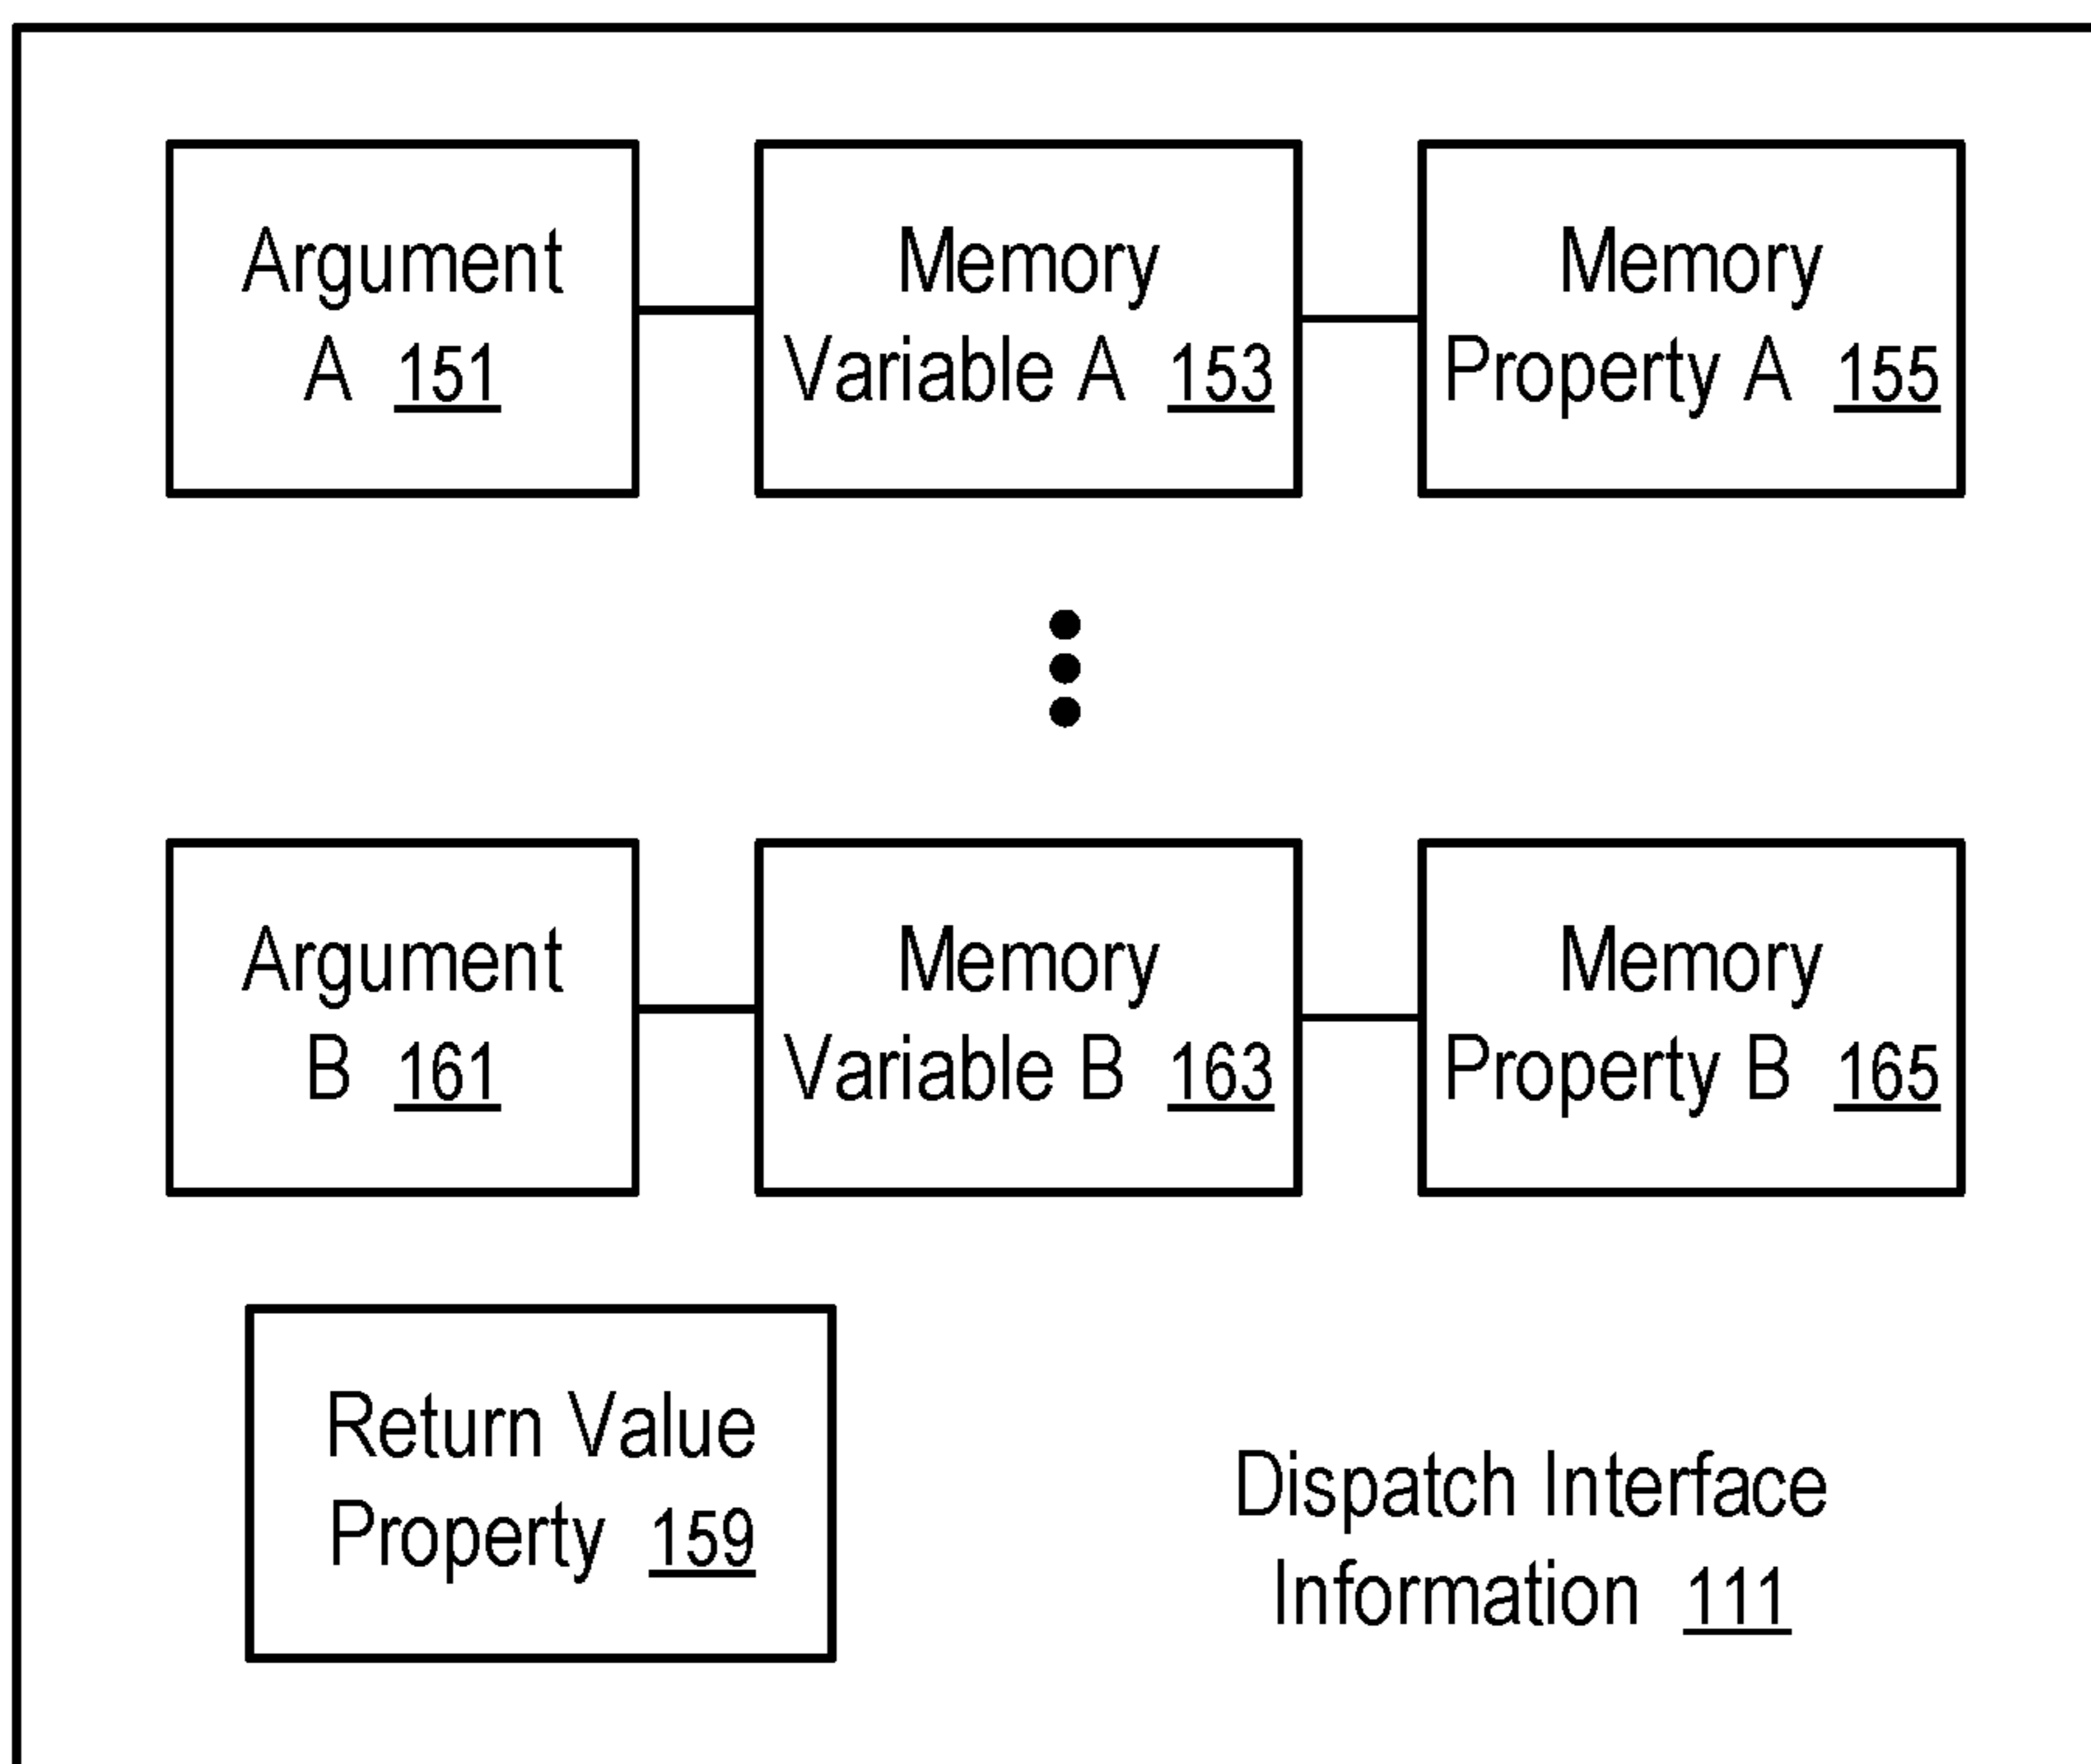 Argument
A 151
Memory
Variable A 153
Memory
Property A 155
Argument
B 161
Memory
Variable B 163
Memory
Property B 165
Return Value
Property 159
Dispatch Interface
Information 111